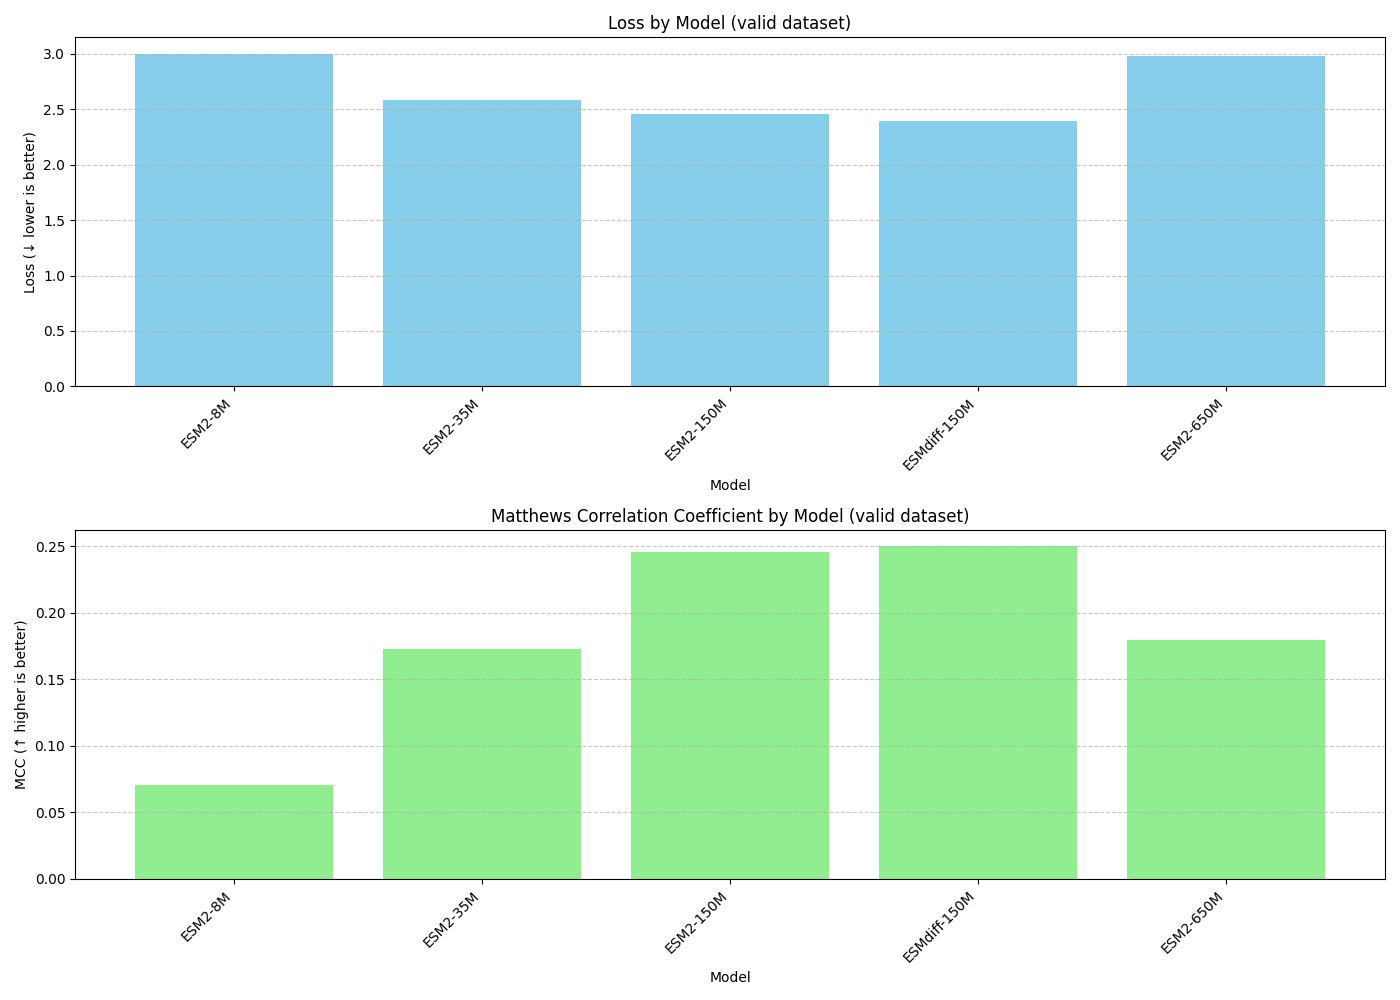 Loss by Model (valid dataset)
Loss (↓ lower is better)
3.0
2.5
2.0
1.5
1.0
0.5
0.0
ESM2-8M
ESM2-35M
ESM2-150M
ESMdiff-150M
ESM2-650M
Model
Matthews Correlation Coefficient by Model (valid dataset)
MCC (↑ higher is better)
0.25
0.20
0.15
0.10
0.05
0.00
ESM2-8M
ESM2-35M
ESM2-150M
ESMdiff-150M
ESM2-650M
Model